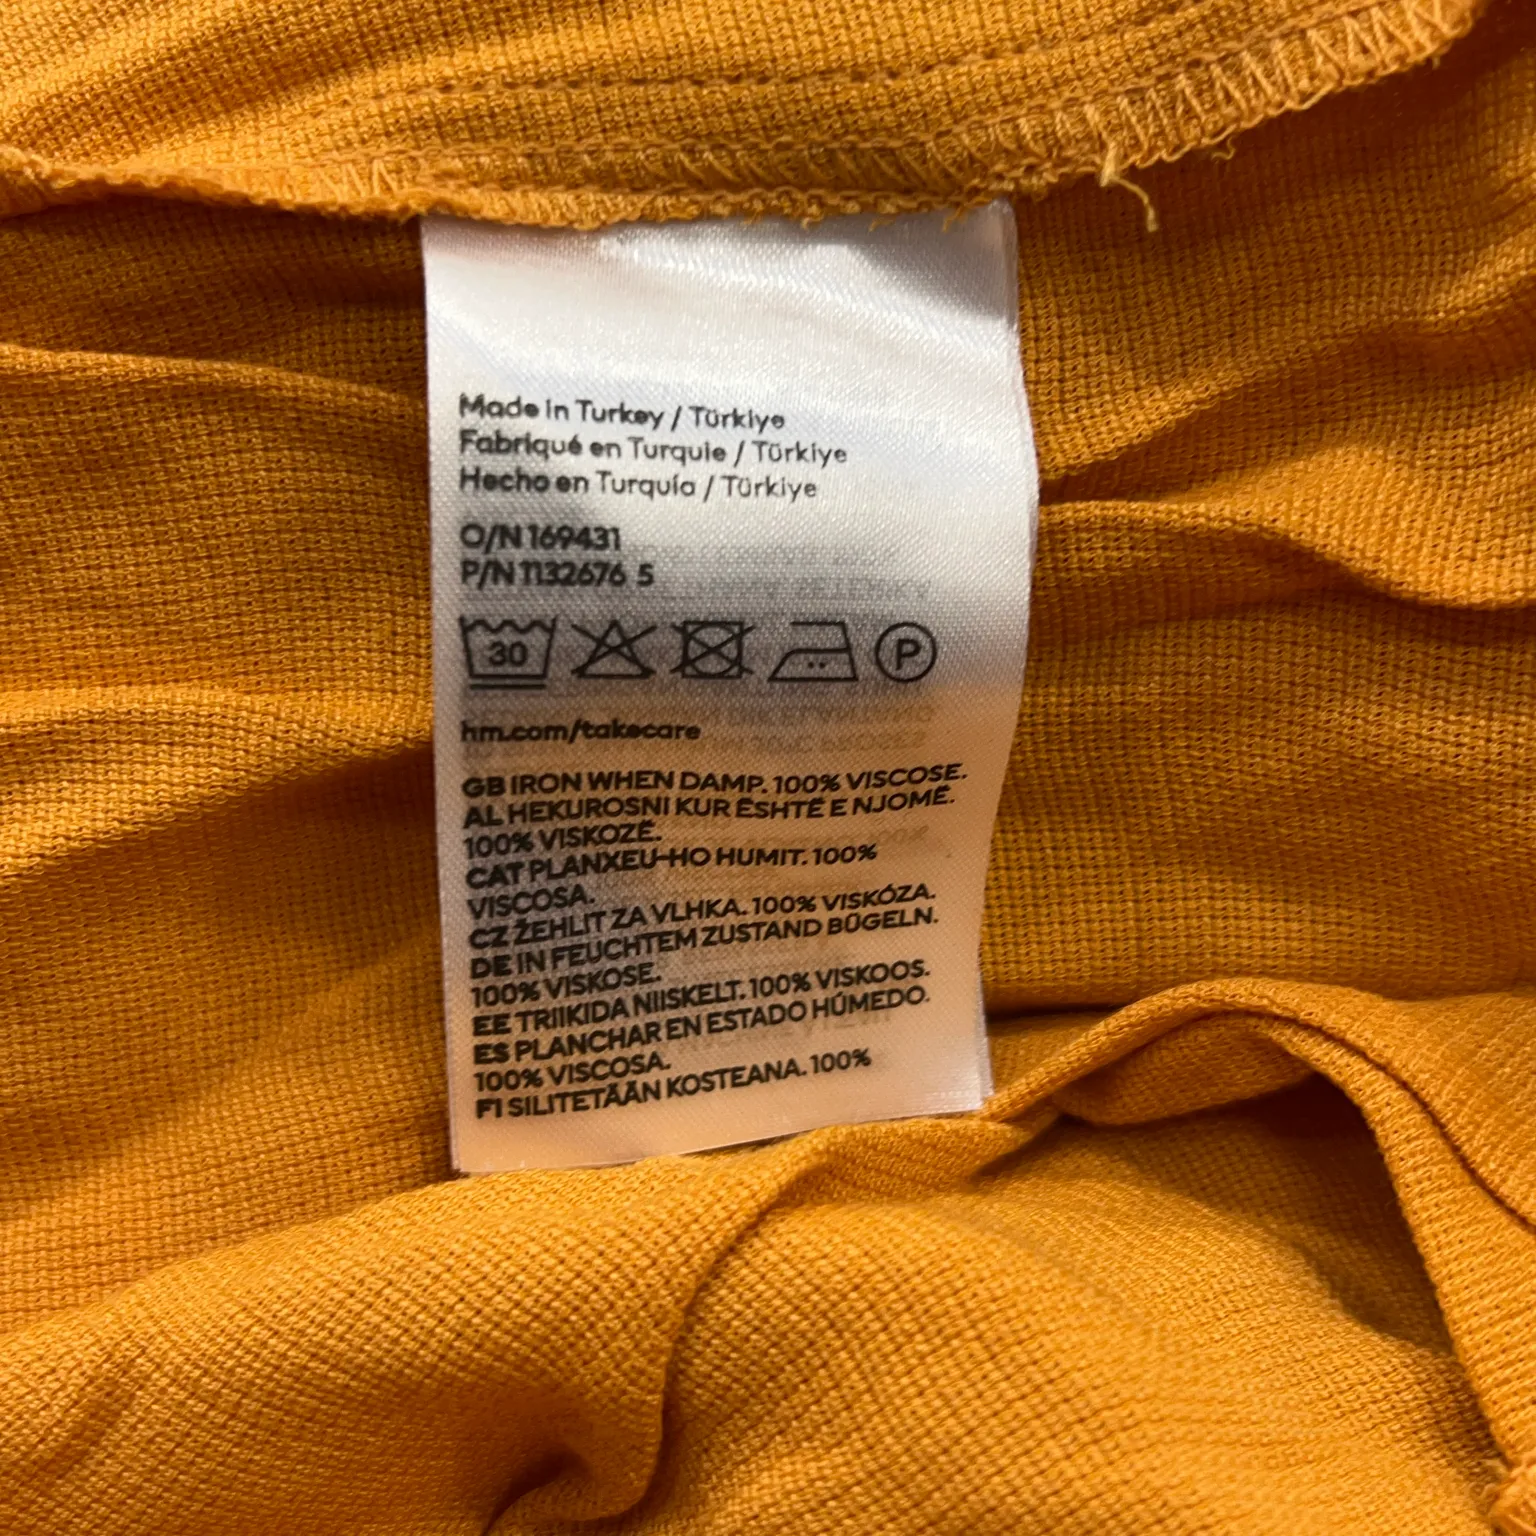 Made in Turkey / Türkiye
Fabriqué en Turquie / Türkiye
Hecho en Turquía / Türkiye
O/N 169431
P/N 1132676 5
30 P
hm.com/takecare
GB IRON WHEN DAMP. 100% VISCOSE.
AL HEKUROSNI KUR ËSHTË E NJOMË.
100% VISKOZË.
CAT PLANXEU-HO HUMIT. 100%
VISCOSA.
CZ ŽEHLIT ZA VLHKA. 100% VISKÓZA.
DE IN FEUCHTEM ZUSTAND BÜGELN.
100% VISKOSE.
EE TRIIKIDA NIISKELT. 100% VISKOOS.
ES PLANCHAR EN ESTADO HÚMEDO.
100% VISCOSA.
FI SILITETÄÄN KOSTEANA. 100%